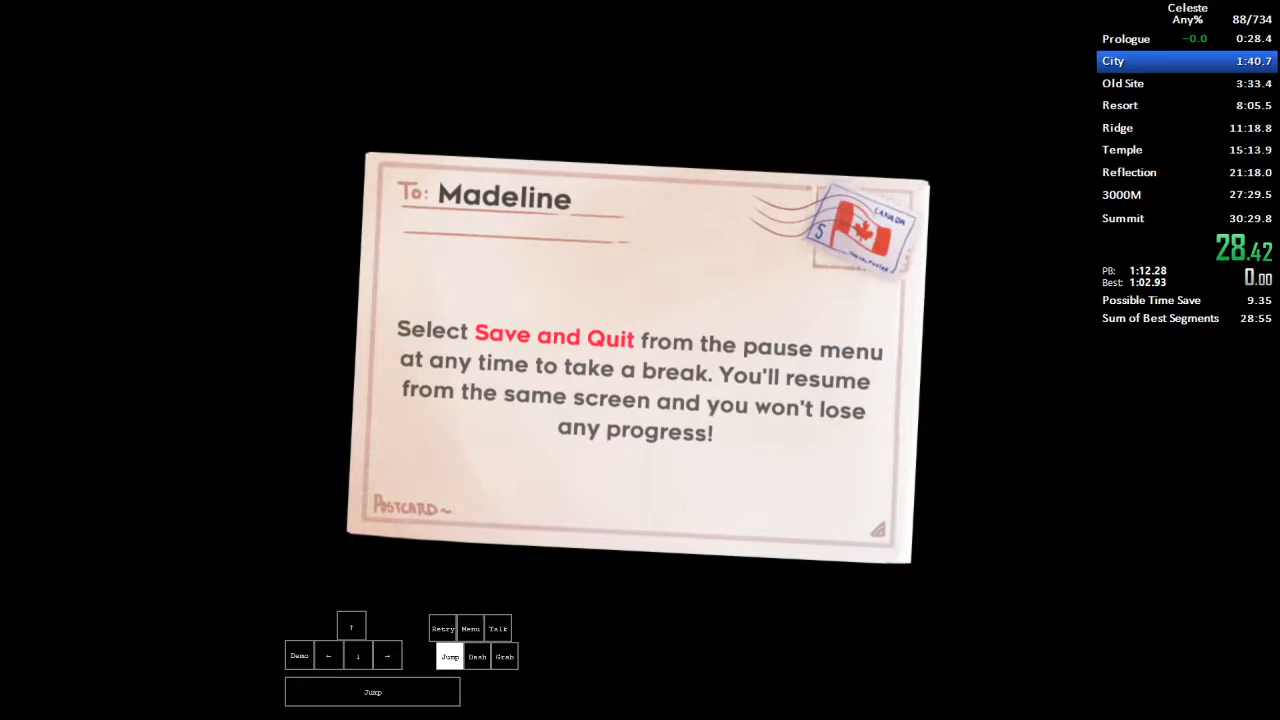 Celeste
Any% 88/734
Prologue −0.0 0:28.4
City 1:40.7
Old Site 3:33.4
Resort 8:05.5
Ridge 11:18.8
Temple 15:13.9
Reflection 21:18.0
3000M 27:29.5
Summit 30:29.8
28.42
PB: 1:12.28 0.00
Best: 1:02.93
Possible Time Save 9.35
Sum of Best Segments 28:55
To: Madeline
CANADA
5
Select Save and Quit from the pause menu
at any time to take a break. You'll resume
from the same screen and you won't lose
any progress!
POSTCARD~
↑
Retry Menu Talk
Demo ← ↓ → Jump Dash Grab
Jump